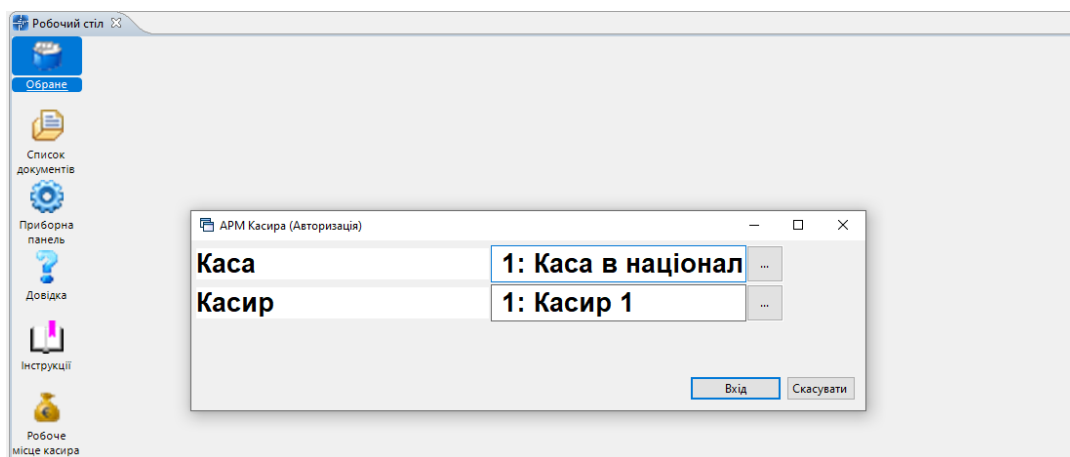 Робочий стіл
Обране
Список
документів
Приборна
панель
Довідка
Інструкції
Робоче
місце касира
АРМ Касира (Авторизація)
Каса 1: Каса в націонал ...
Касир 1: Касир 1 ...
Вхід Скасувати